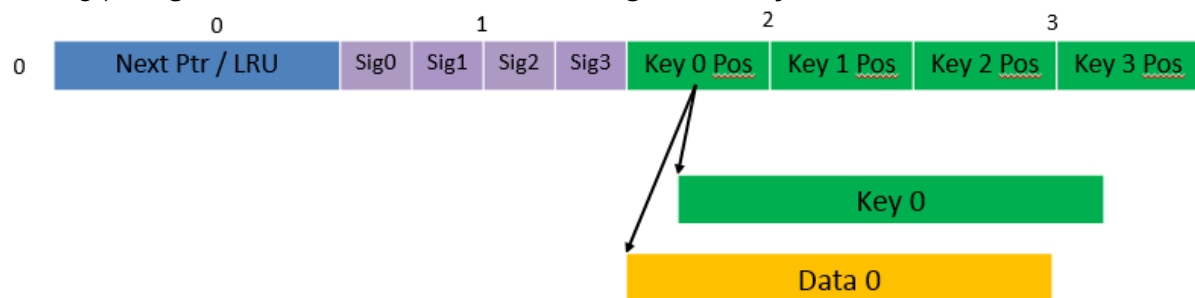 0 1 2 3
0 Next Ptr / LRU Sig0 Sig1 Sig2 Sig3 Key 0 Pos Key 1 Pos Key 2 Pos Key 3 Pos
Key 0
Data 0